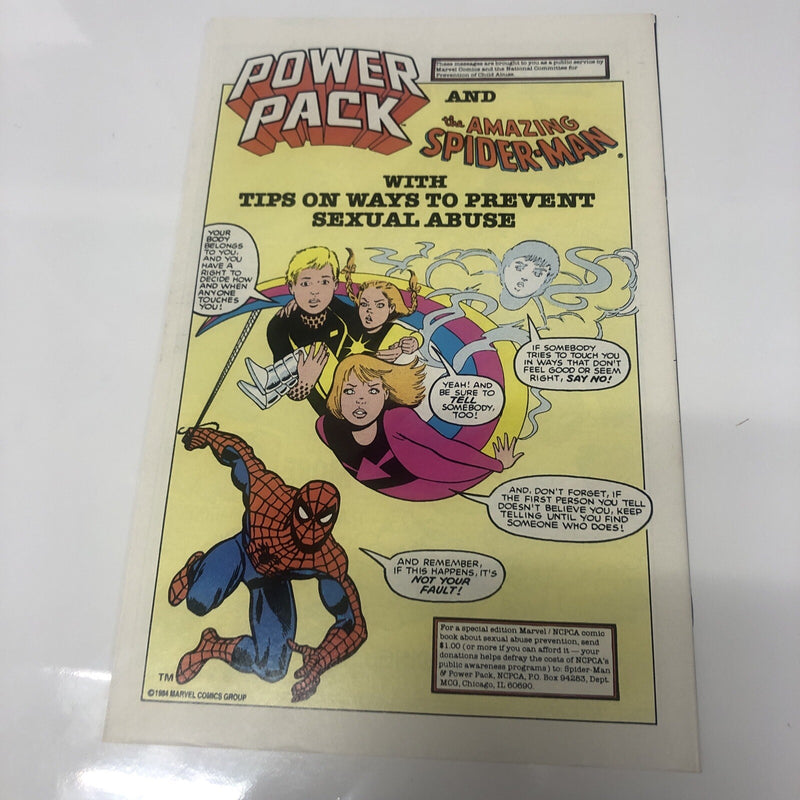 POWER PACK
These messages are brought to you as a public service by
Marvel Comics and the National Committee for
Prevention of Child Abuse.
AND
the AMAZING
SPIDER-MAN.
WITH
TIPS ON WAYS TO PREVENT
SEXUAL ABUSE
YOUR
BODY
BELONGS
TO YOU,
AND YOU
HAVE A
RIGHT TO
DECIDE HOW
AND WHEN
ANYONE
TOUCHES
YOU!
IF SOMEBODY
TRIES TO TOUCH YOU
IN WAYS THAT DON'T
FEEL GOOD OR SEEM
RIGHT, SAY NO!
YEAH! AND
BE SURE TO
TELL
SOMEBODY,
TOO!
AND, DON'T FORGET, IF
THE FIRST PERSON YOU TELL
DOESN'T BELIEVE YOU, KEEP
TELLING UNTIL YOU FIND
SOMEONE WHO DOES!
AND REMEMBER,
IF THIS HAPPENS, IT'S
NOT YOUR
FAULT!
For a special edition Marvel / NCPCA comic
book about sexual abuse prevention, send
$1.00 (or more if you can afford it — your
donations helps defray the costs of NCPCA's
public awareness programs) to: Spider-Man
& Power Pack, NCPCA, P.O. Box 94283, Dept.
MCG, Chicago, IL 60690.
TM
©1984 MARVEL COMICS GROUP